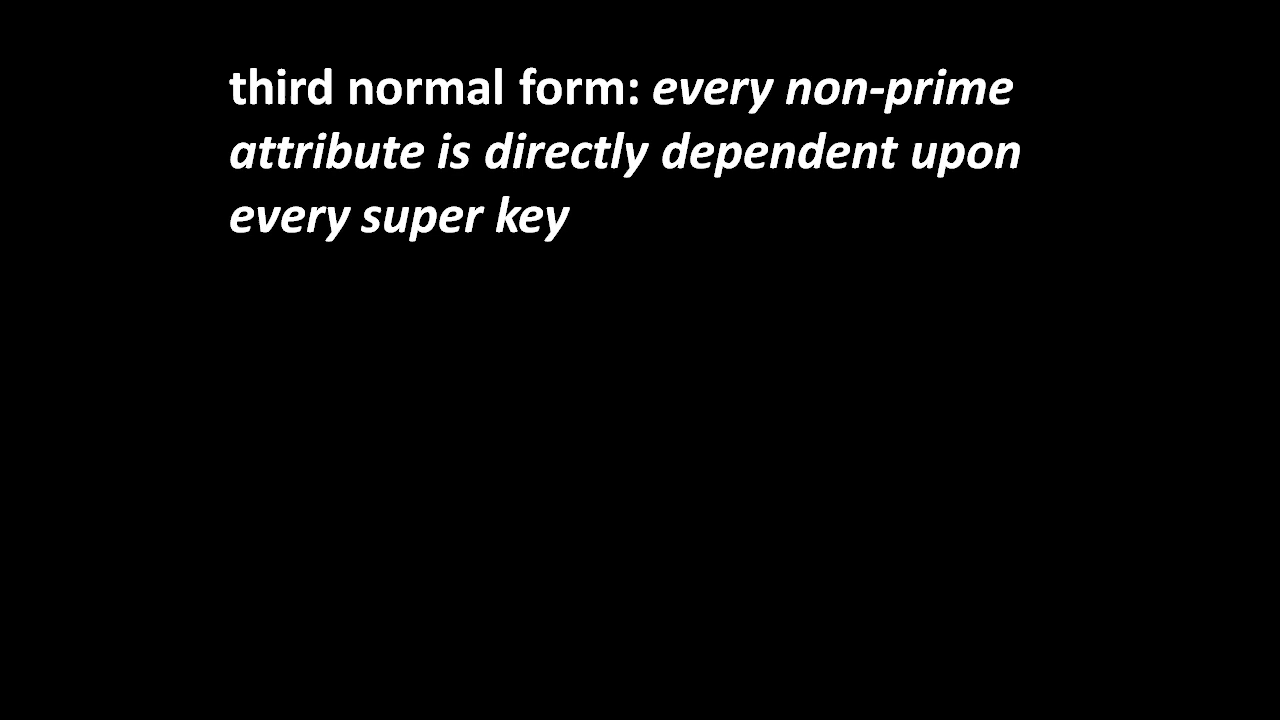 third normal form: every non-prime
attribute is directly dependent upon
every super key